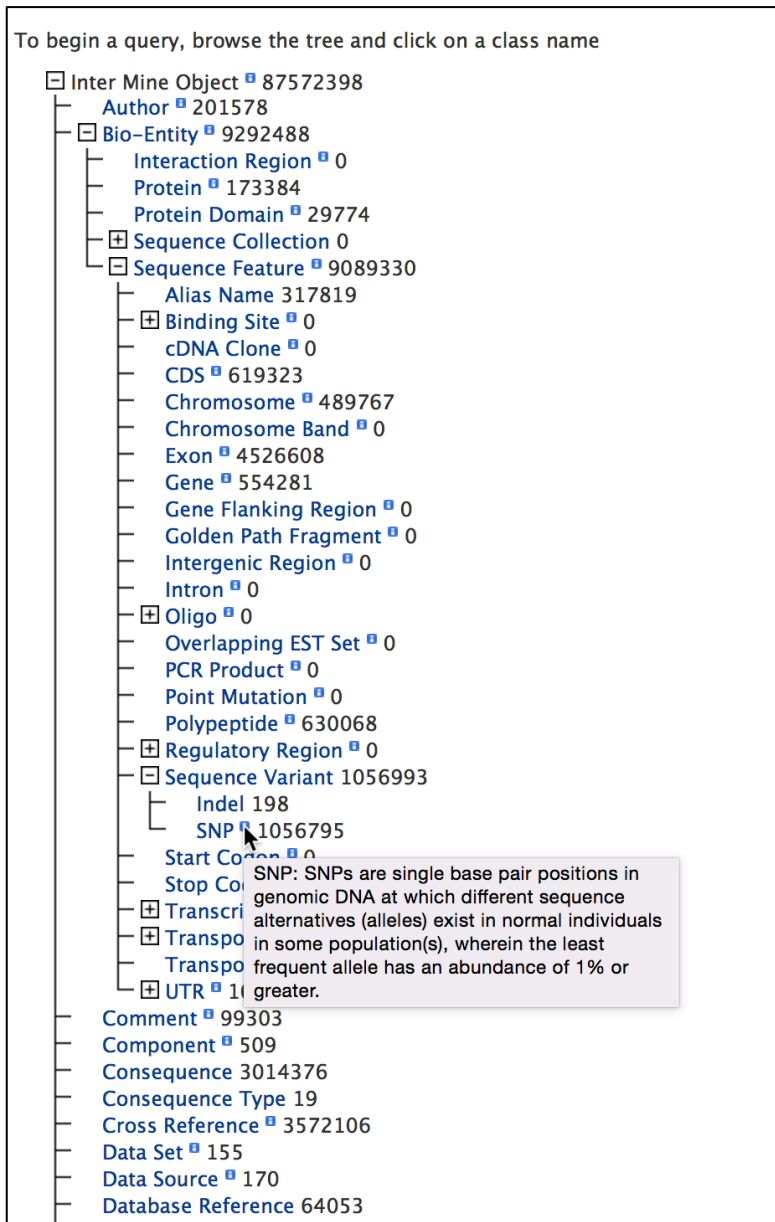 To begin a query, browse the tree and click on a class name
Inter Mine Object 87572398
Author 201578
Bio-Entity 9292488
Interaction Region 0
Protein 173384
Protein Domain 29774
Sequence Collection 0
Sequence Feature 9089330
Alias Name 317819
Binding Site 0
cDNA Clone 0
CDS 619323
Chromosome 489767
Chromosome Band 0
Exon 4526608
Gene 554281
Gene Flanking Region 0
Golden Path Fragment 0
Intergenic Region 0
Intron 0
Oligo 0
Overlapping EST Set 0
PCR Product 0
Point Mutation 0
Polypeptide 630068
Regulatory Region 0
Sequence Variant 1056993
Indel 198
SNP 1056795
Start Codon 0
Stop
SNP: SNPs are single base pair positions in
genomic DNA at which different sequence
alternatives (alleles) exist in normal individuals
in some population(s), wherein the least
frequent allele has an abundance of 1% or
greater.
UTR
Comment 99303
Component 509
Consequence 3014376
Consequence Type 19
Cross Reference 3572106
Data Set 155
Data Source 170
Database Reference 64053